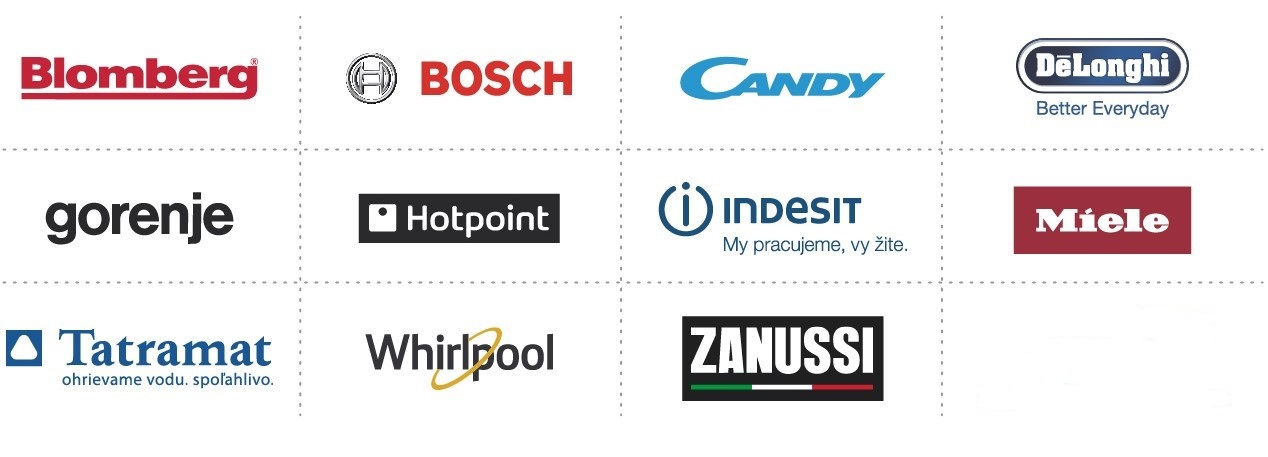 Blomberg®
BOSCH
CANDY
DēLonghi
Better Everyday
gorenje
Hotpoint
indesit
My pracujeme, vy žite.
Miele
Tatramat
ohrievame vodu. spoľahlivo.
Whirlpool
ZANUSSI